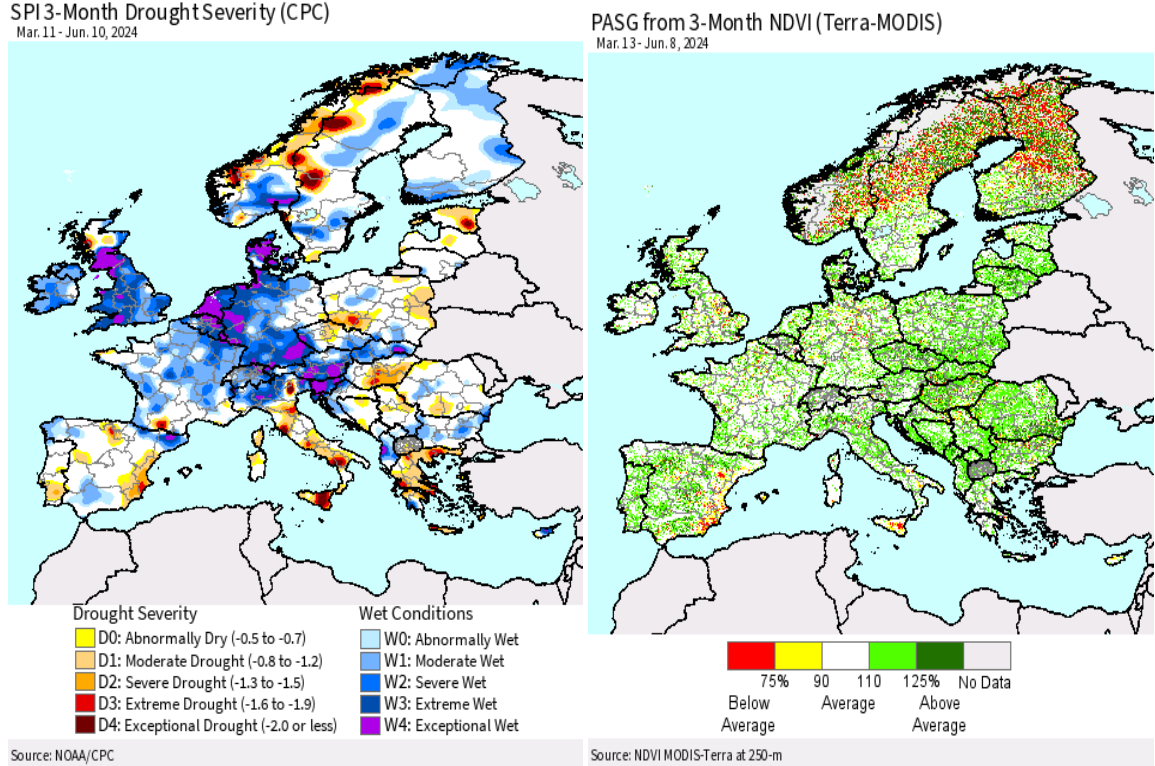 SPI 3-Month Drought Severity (CPC)
Mar. 11 - Jun. 10, 2024
Drought Severity
D0: Abnormally Dry (-0.5 to -0.7)
D1: Moderate Drought (-0.8 to -1.2)
D2: Severe Drought (-1.3 to -1.5)
D3: Extreme Drought (-1.6 to -1.9)
D4: Exceptional Drought (-2.0 or less)
Wet Conditions
W0: Abnormally Wet
W1: Moderate Wet
W2: Severe Wet
W3: Extreme Wet
W4: Exceptional Wet
Source: NOAA/CPC
PASG from 3-Month NDVI (Terra-MODIS)
Mar. 13 - Jun. 8, 2024
75% 90 110 125% No Data
Below Average Above
Average Average
Source: NDVI MODIS-Terra at 250-m